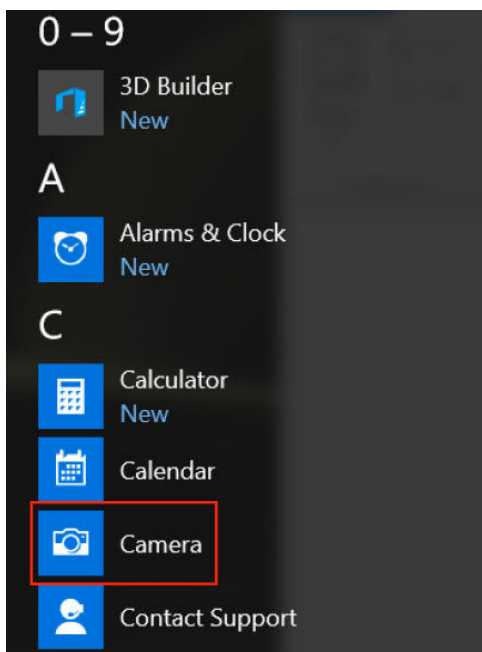 0 – 9
3D Builder
New
A
Alarms & Clock
New
C
Calculator
New
Calendar
Camera
Contact Support